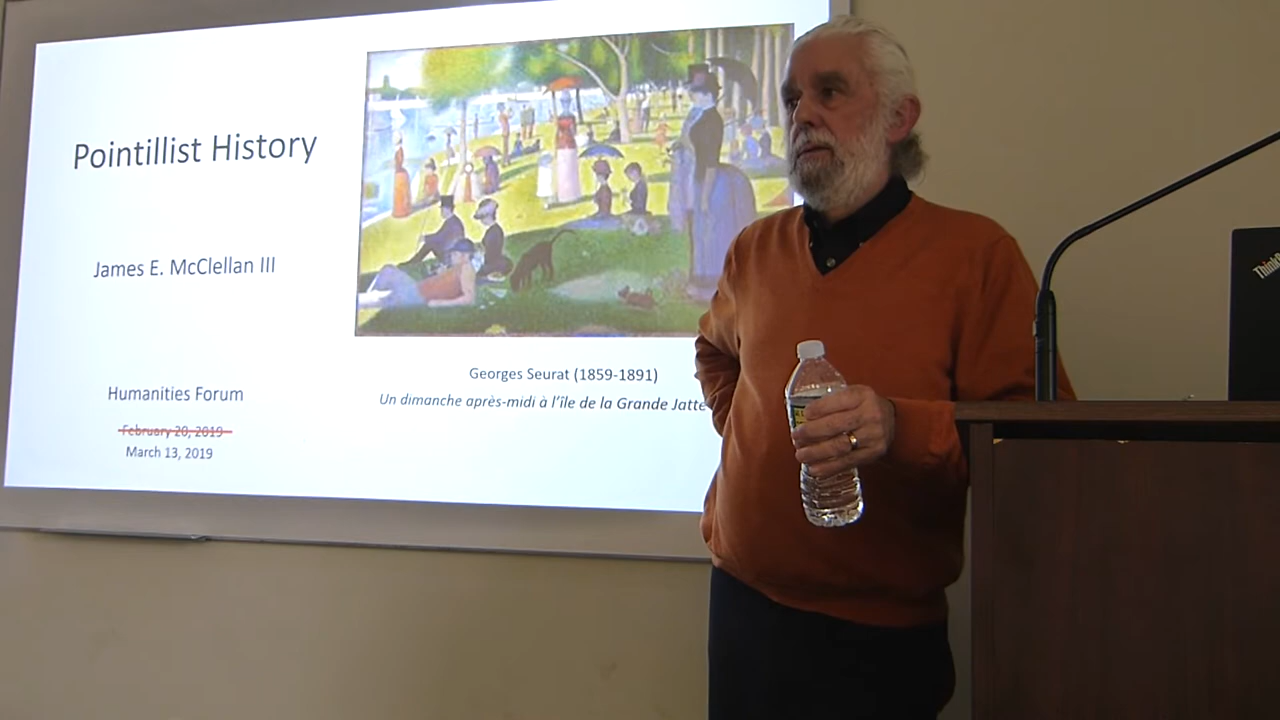 Pointillist History
James E. McClellan III
Humanities Forum
February 20, 2019
March 13, 2019
Georges Seurat (1859-1891)
Un dimanche après-midi à l'île de la Grande Jatte